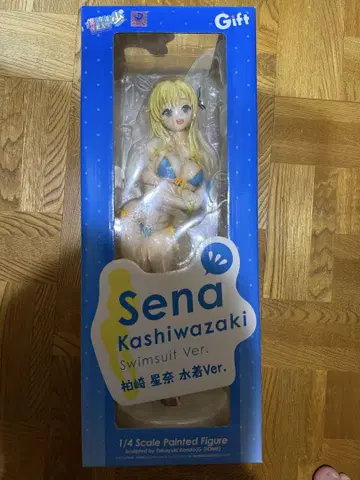 Gift
Sena
Kashiwazaki
Swimsuit Ver.
柏崎 星奈 水着Ver.
1/4 Scale Painted Figure